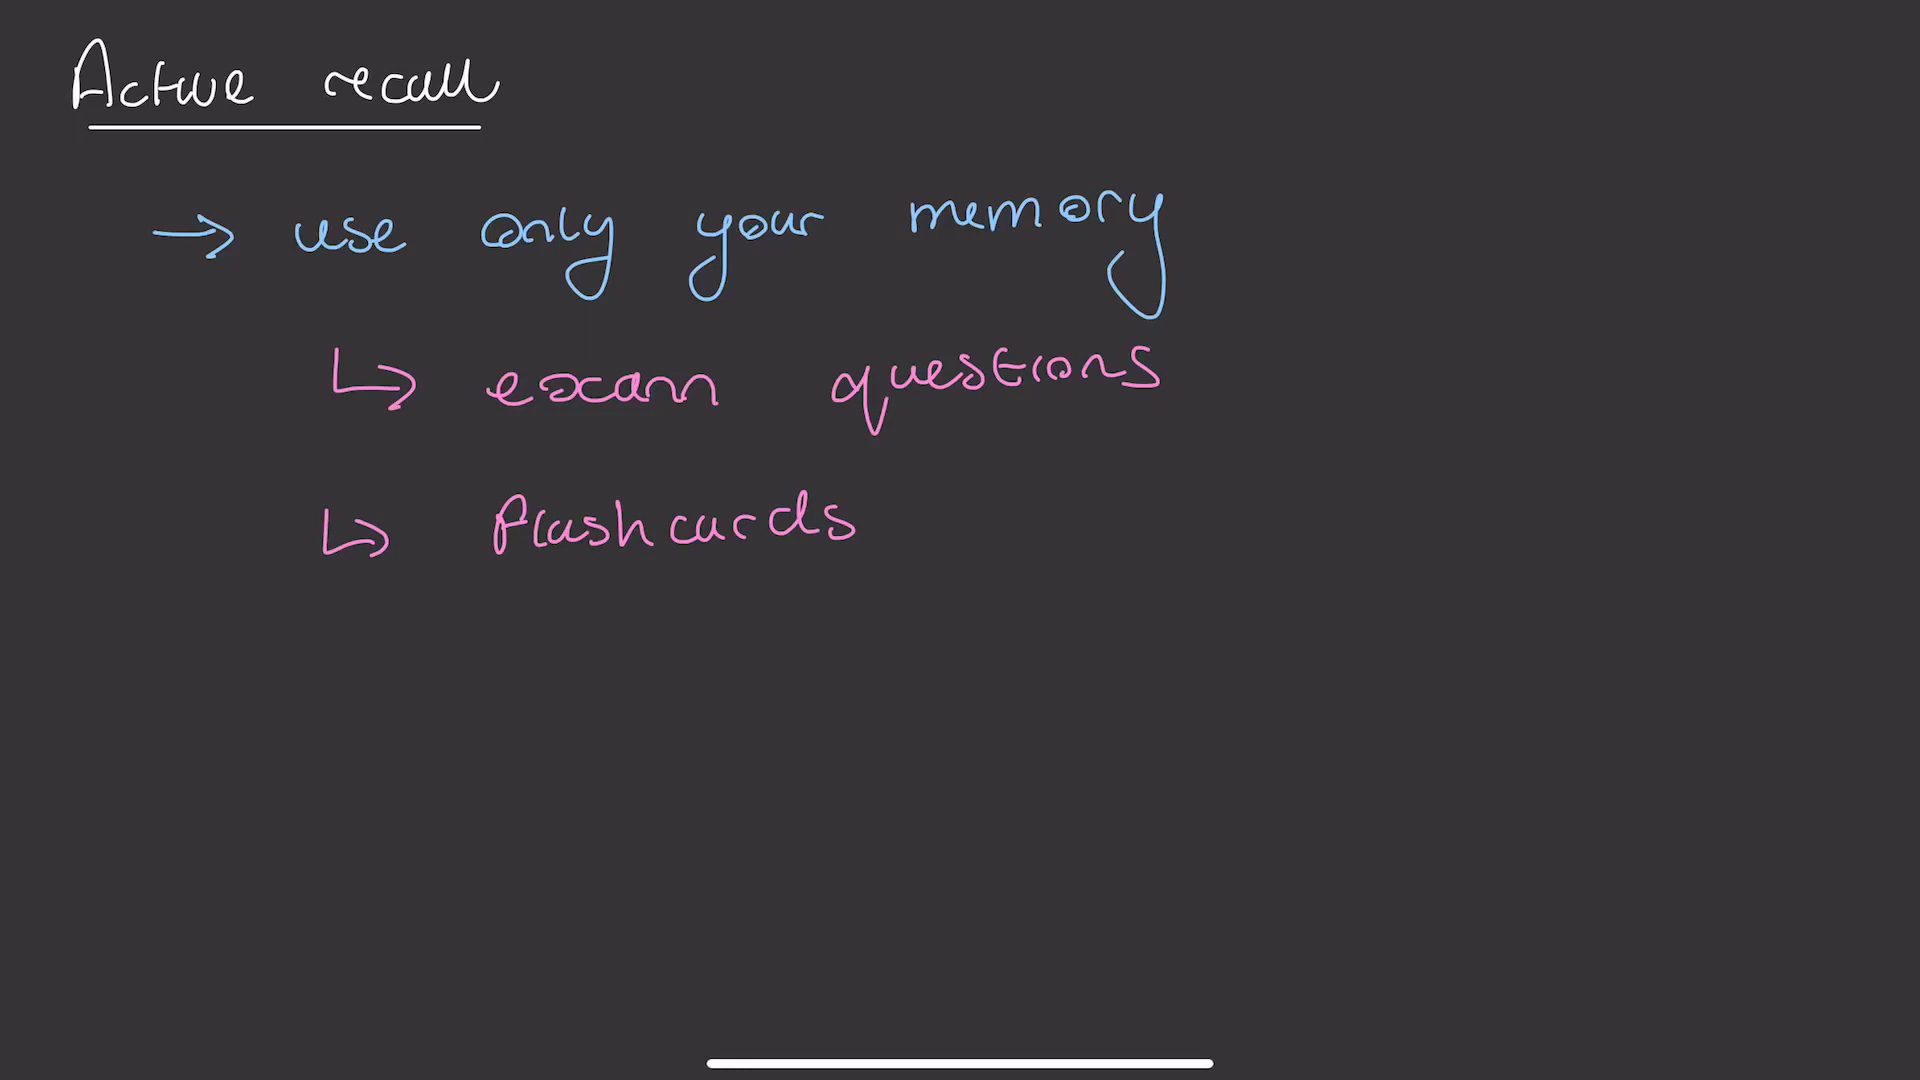 Active recall
→ use only your memory
↳ exam questions
↳ flashcards